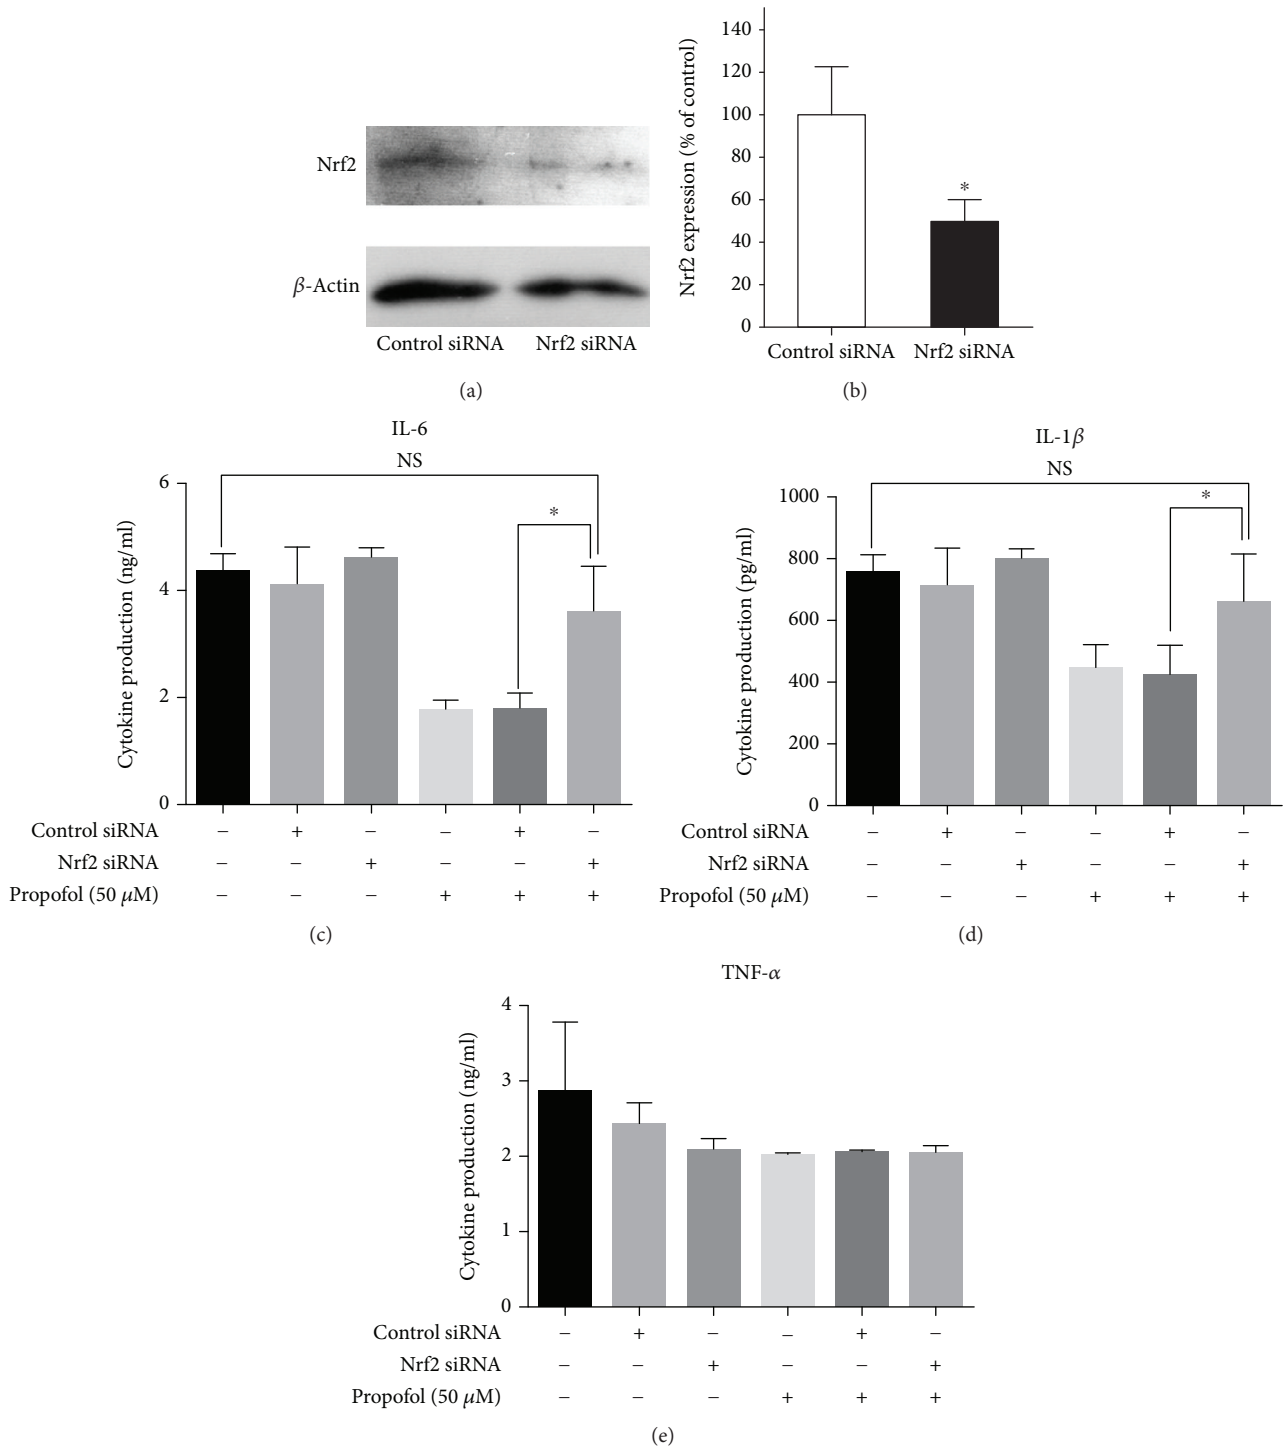 Nrf2
β-Actin
Control siRNA Nrf2 siRNA
(a)
Nrf2 expression (% of control)
140
120
100
80
60
40
20
0
*
Control siRNA Nrf2 siRNA
(b)
IL-6
NS
*
Cytokine production (ng/ml)
6
4
2
0
Control siRNA − + − − + −
Nrf2 siRNA − − + − − +
Propofol (50 μM) − − − + + +
(c)
IL-1β
NS
*
Cytokine production (pg/ml)
1000
800
600
400
200
0
Control siRNA − + − − + −
Nrf2 siRNA − − + − − +
Propofol (50 μM) − − − + + +
(d)
TNF-α
Cytokine production (ng/ml)
4
3
2
1
0
Control siRNA − + − − + −
Nrf2 siRNA − − + − − +
Propofol (50 μM) − − − + + +
(e)